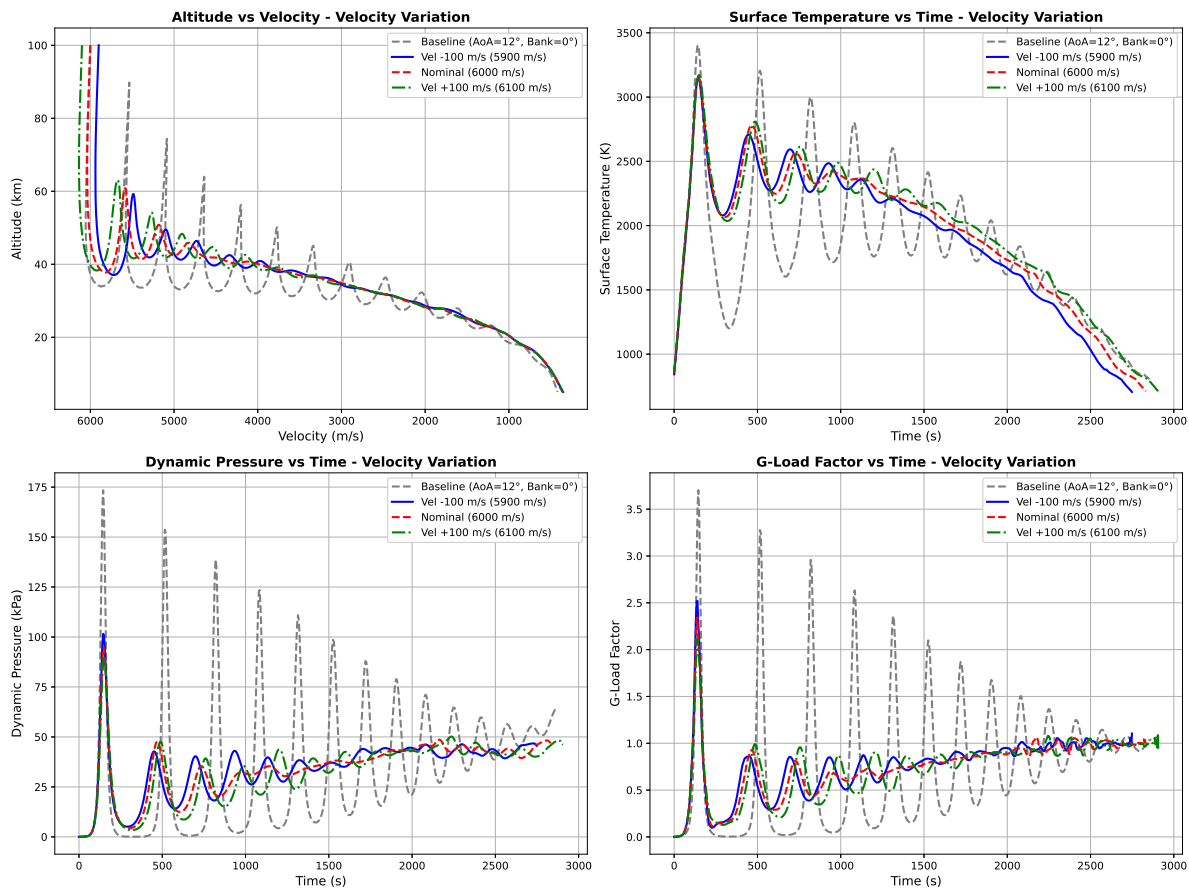 Altitude vs Velocity - Velocity Variation
Altitude (km)
100
80
60
40
20
6000 5000 4000 3000 2000 1000
Velocity (m/s)
Baseline (AoA=12°, Bank=0°)
Vel -100 m/s (5900 m/s)
Nominal (6000 m/s)
Vel +100 m/s (6100 m/s)
Surface Temperature vs Time - Velocity Variation
Surface Temperature (K)
3500
3000
2500
2000
1500
1000
0 500 1000 1500 2000 2500 3000
Time (s)
Baseline (AoA=12°, Bank=0°)
Vel -100 m/s (5900 m/s)
Nominal (6000 m/s)
Vel +100 m/s (6100 m/s)
Dynamic Pressure vs Time - Velocity Variation
Dynamic Pressure (kPa)
175
150
125
100
75
50
25
0
0 500 1000 1500 2000 2500 3000
Time (s)
Baseline (AoA=12°, Bank=0°)
Vel -100 m/s (5900 m/s)
Nominal (6000 m/s)
Vel +100 m/s (6100 m/s)
G-Load Factor vs Time - Velocity Variation
G-Load Factor
3.5
3.0
2.5
2.0
1.5
1.0
0.5
0.0
0 500 1000 1500 2000 2500 3000
Time (s)
Baseline (AoA=12°, Bank=0°)
Vel -100 m/s (5900 m/s)
Nominal (6000 m/s)
Vel +100 m/s (6100 m/s)